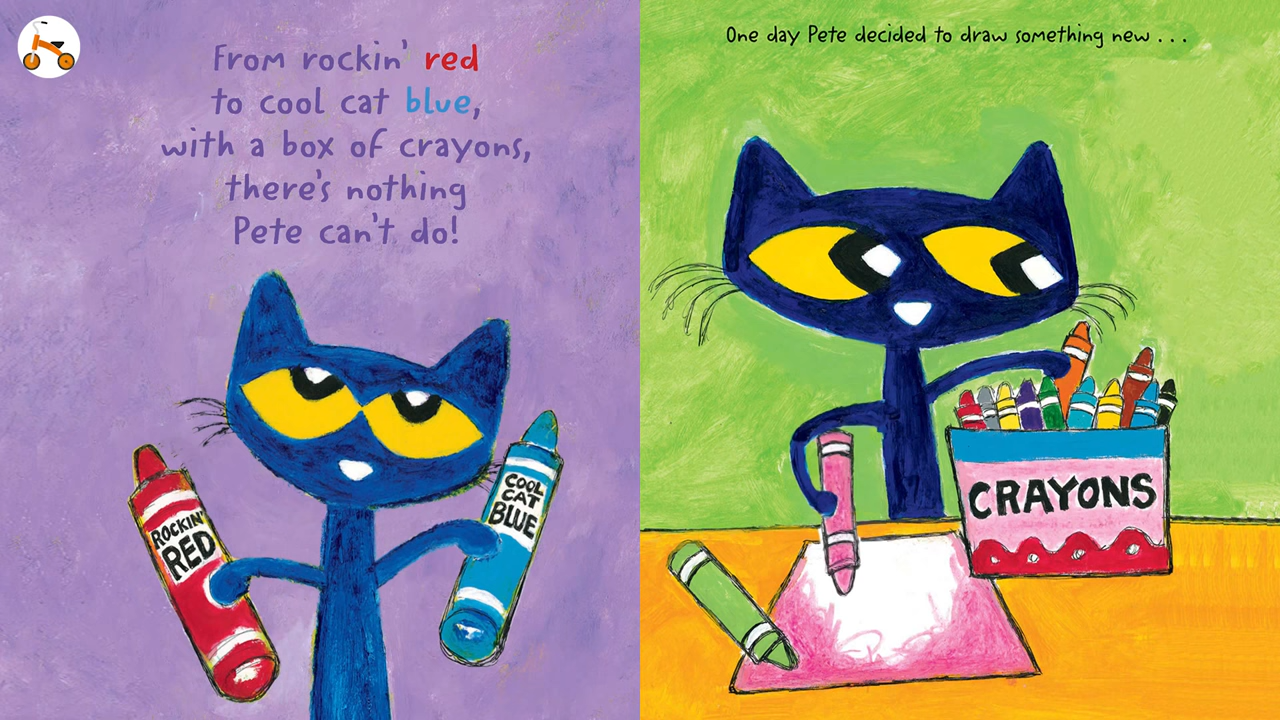 From rockin' red
to cool cat blue,
with a box of crayons,
there's nothing
Pete can't do!
ROCKIN'
RED
COOL
CAT
BLUE
One day Pete decided to draw something new . . .
CRAYONS